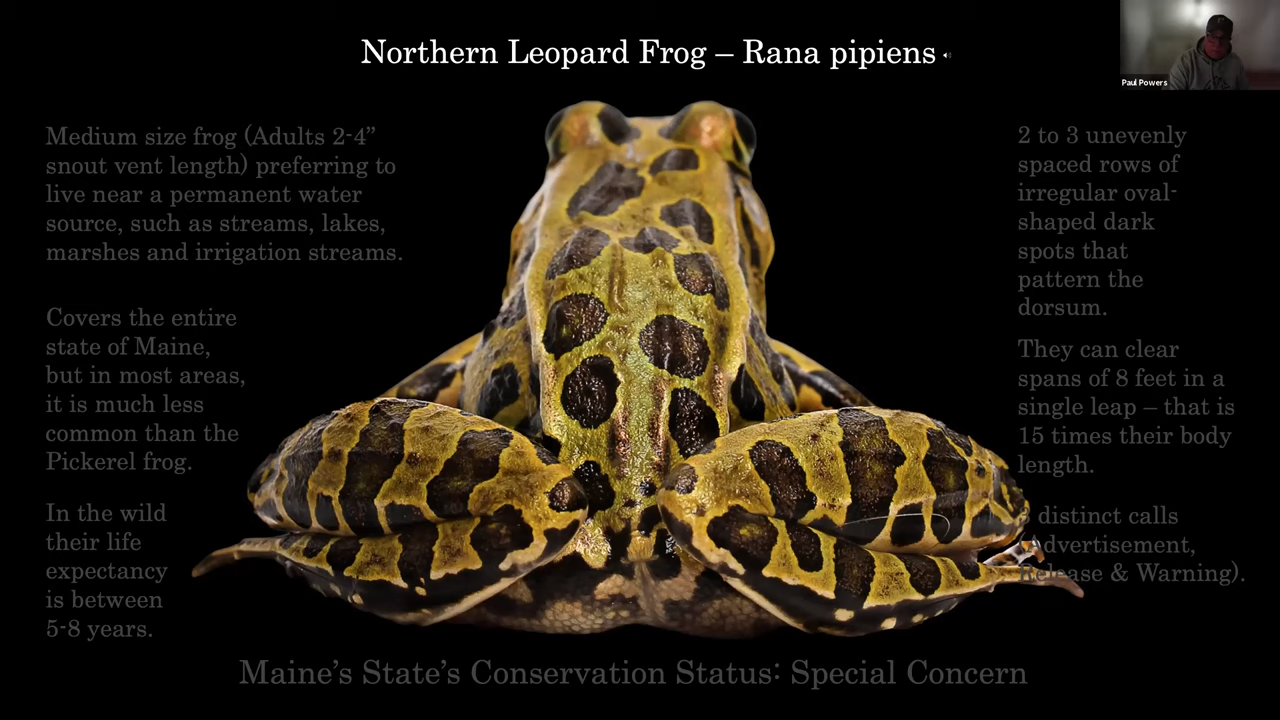 Northern Leopard Frog – Rana pipiens
Paul Powers
Medium size frog (Adults 2-4”
snout vent length) preferring to
live near a permanent water
source, such as streams, lakes,
marshes and irrigation streams.
Covers the entire
state of Maine,
but in most areas,
it is much less
common than the
Pickerel frog.
In the wild
their life
expectancy
is between
5-8 years.
2 to 3 unevenly
spaced rows of
irregular oval-
shaped dark
spots that
pattern the
dorsum.
They can clear
spans of 8 feet in a
single leap – that is
15 times their body
length.
distinct calls
(Advertisement,
Release & Warning).
Maine’s State’s Conservation Status: Special Concern